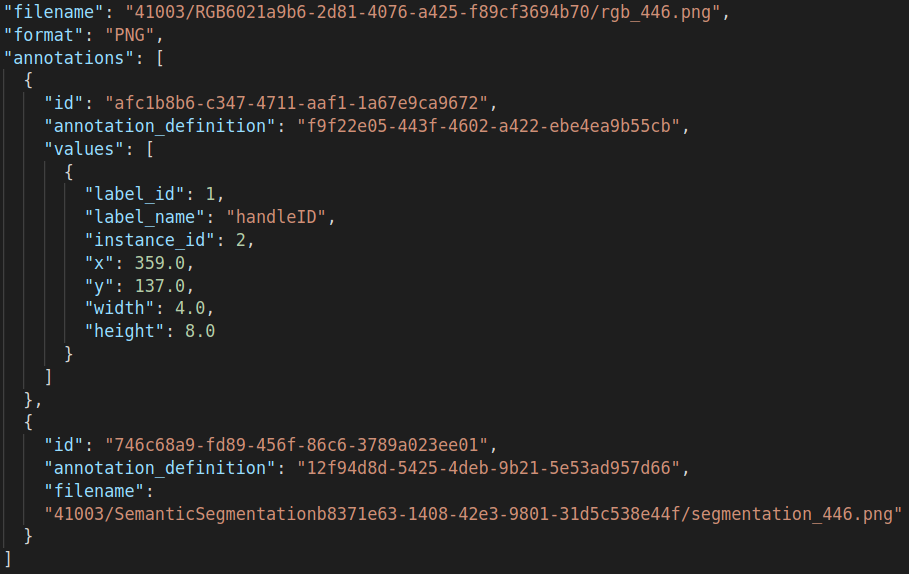 "filename": "41003/RGB6021a9b6-2d81-4076-a425-f89cf3694b70/rgb_446.png",
"format": "PNG",
"annotations": [
{
"id": "afc1b8b6-c347-4711-aaf1-1a67e9ca9672",
"annotation_definition": "f9f22e05-443f-4602-a422-ebe4ea9b55cb",
"values": [
{
"label_id": 1,
"label_name": "handleID",
"instance_id": 2,
"x": 359.0,
"y": 137.0,
"width": 4.0,
"height": 8.0
}
]
},
{
"id": "746c68a9-fd89-456f-86c6-3789a023ee01",
"annotation_definition": "12f94d8d-5425-4deb-9b21-5e53ad957d66",
"filename":
"41003/SemanticSegmentationb8371e63-1408-42e3-9801-31d5c538e44f/segmentation_446.png"
}
]